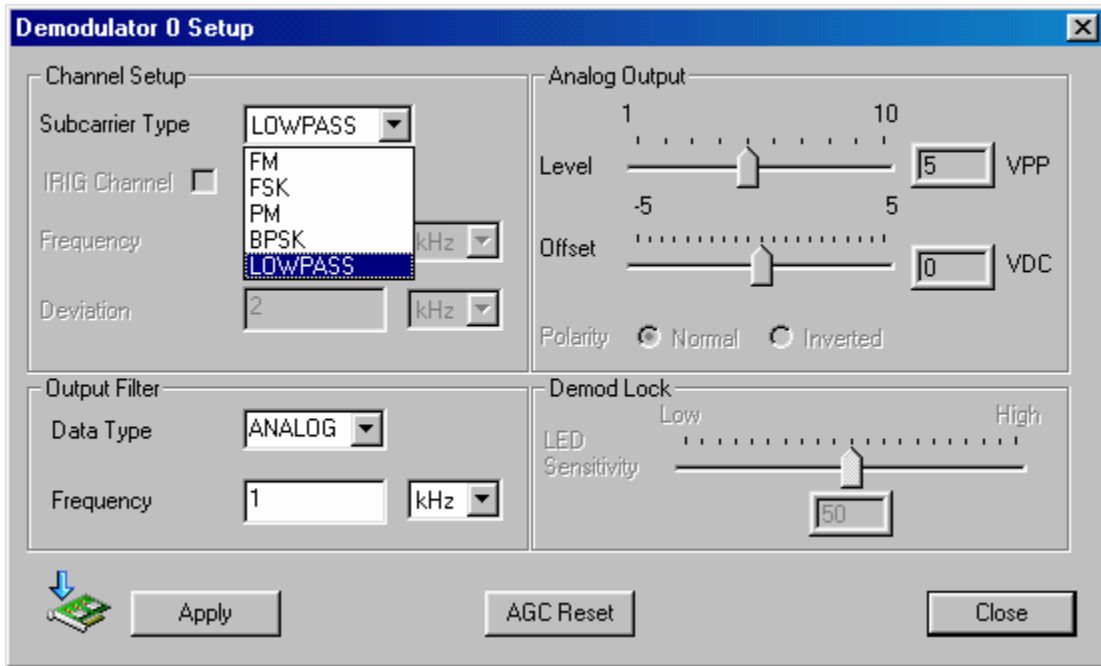 Demodulator 0 Setup
Channel Setup
Subcarrier Type
LOWPASS
FM
FSK
PM
BPSK
LOWPASS
IRIG Channel
Frequency
kHz
Deviation
2
kHz
Analog Output
1
10
Level
5
VPP
-5
5
Offset
0
VDC
Polarity
Normal
Inverted
Output Filter
Data Type
ANALOG
Frequency
1
kHz
Demod Lock
Low
High
LED
Sensitivity
50
Apply
AGC Reset
Close